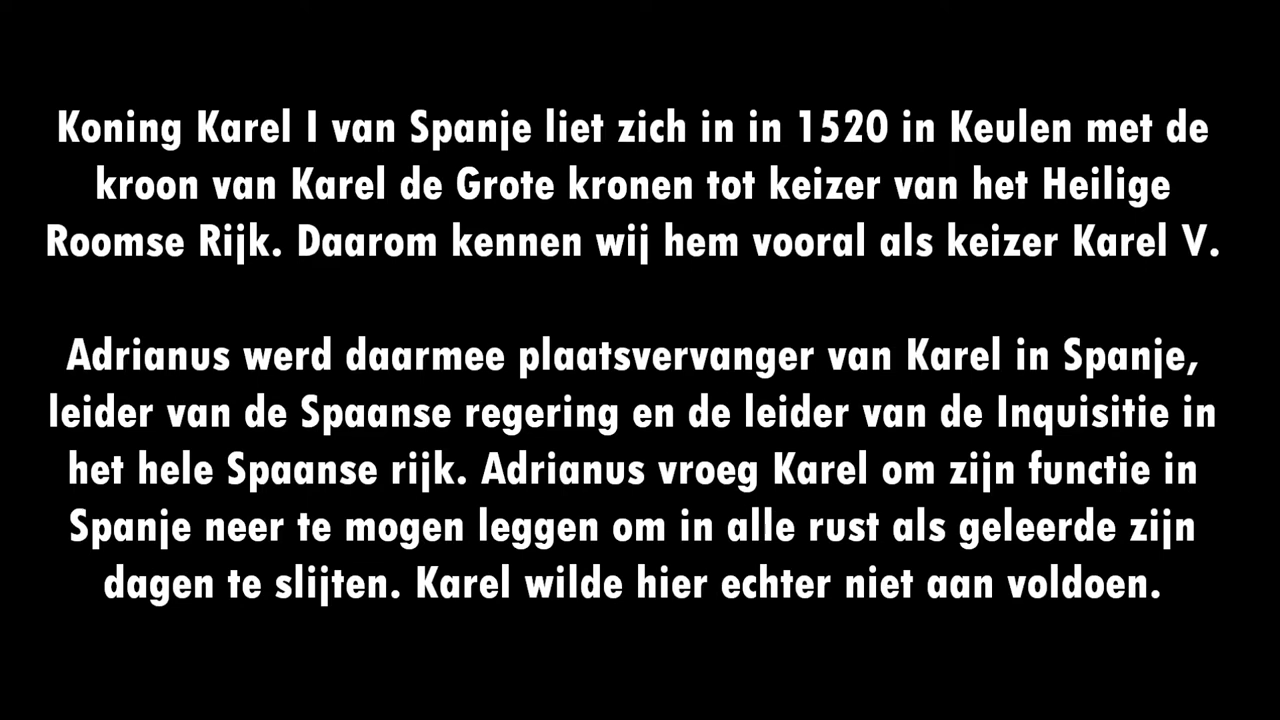 Koning Karel I van Spanje liet zich in in 1520 in Keulen met de
kroon van Karel de Grote kronen tot keizer van het Heilige
Roomse Rijk. Daarom kennen wij hem vooral als keizer Karel V.
Adrianus werd daarmee plaatsvervanger van Karel in Spanje,
leider van de Spaanse regering en de leider van de Inquisitie in
het hele Spaanse rijk. Adrianus vroeg Karel om zijn functie in
Spanje neer te mogen leggen om in alle rust als geleerde zijn
dagen te slijten. Karel wilde hier echter niet aan voldoen.